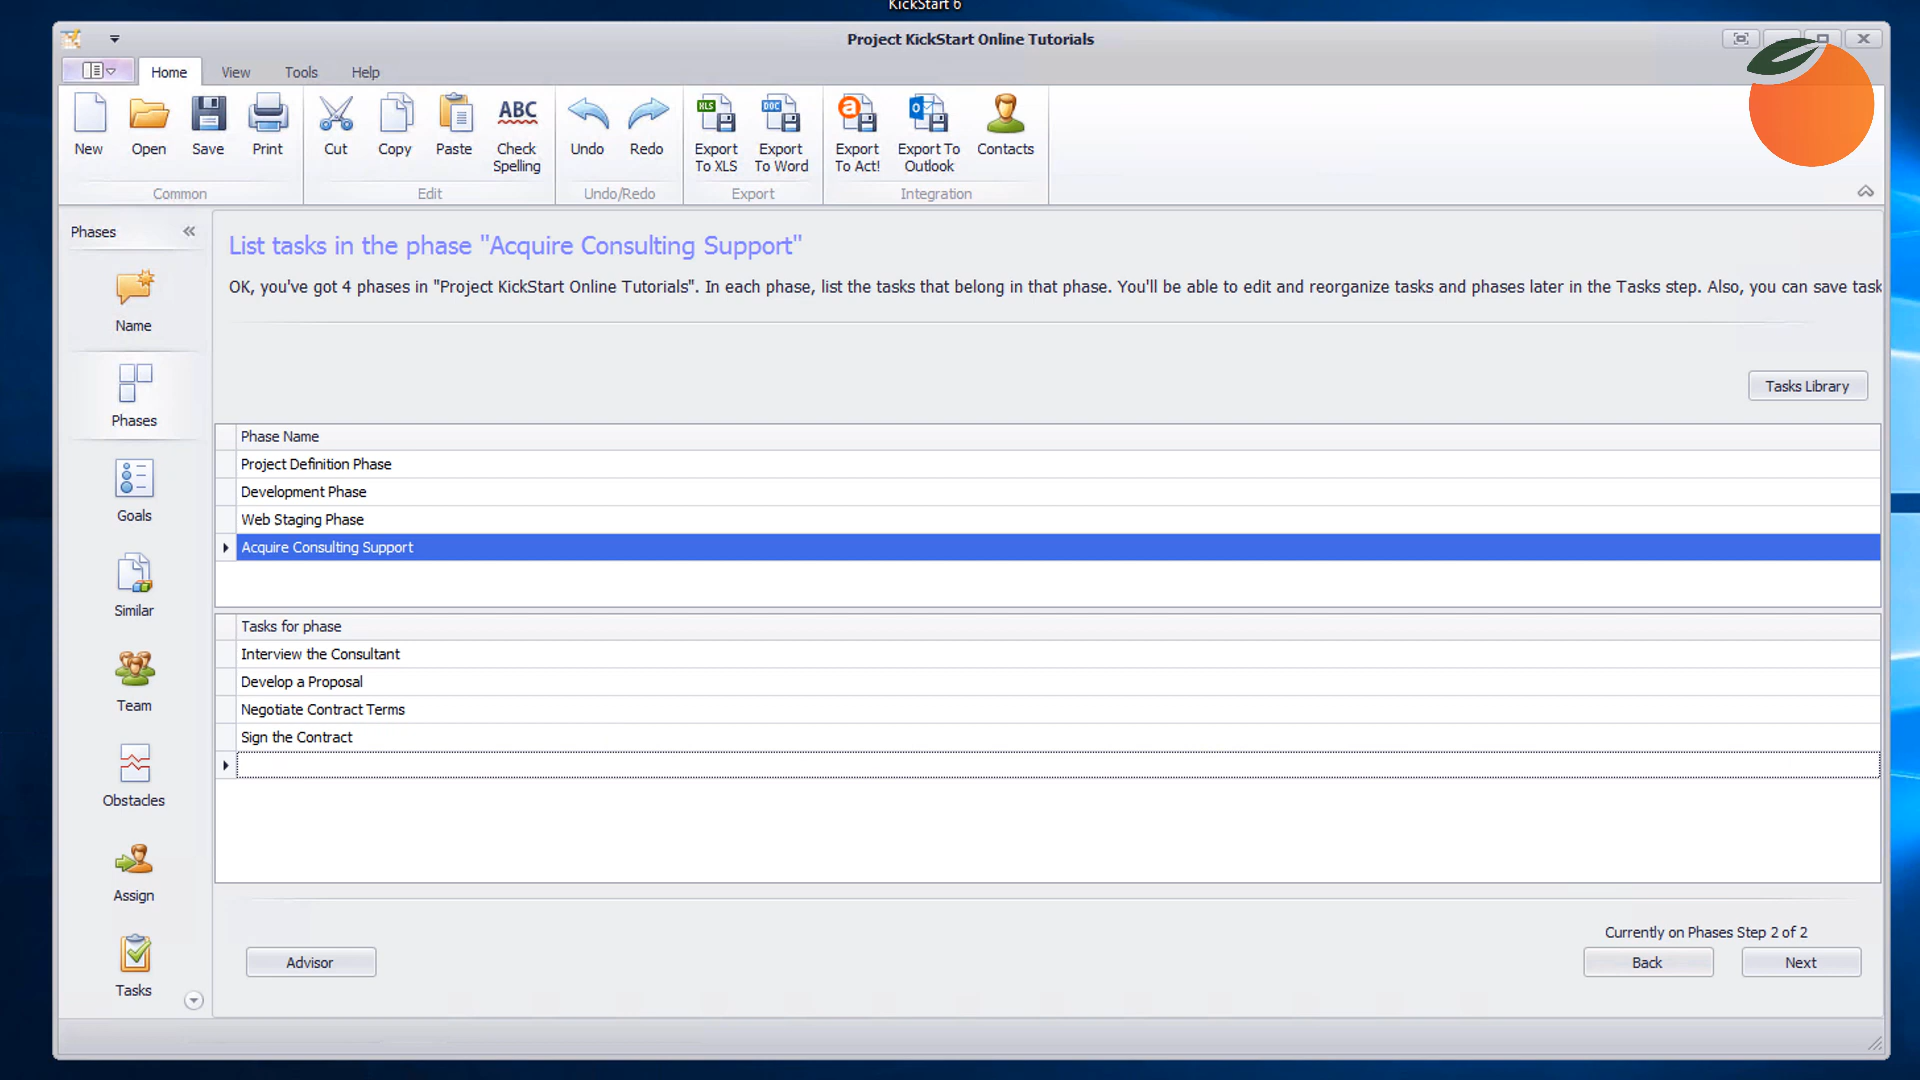 KickStart 6
Project KickStart Online Tutorials
Home View Tools Help
New Open Save Print Cut Copy Paste ABC Check Spelling Undo Redo XLS Export To XLS DOC Export To Word a Export To Act! Export To Outlook Contacts
Common Edit Undo/Redo Export Integration
Phases
Name
Phases
Goals
Similar
Team
Obstacles
Assign
Tasks
List tasks in the phase "Acquire Consulting Support"
OK, you've got 4 phases in "Project KickStart Online Tutorials". In each phase, list the tasks that belong in that phase. You'll be able to edit and reorganize tasks and phases later in the Tasks step. Also, you can save task
Tasks Library
Phase Name
Project Definition Phase
Development Phase
Web Staging Phase
Acquire Consulting Support
Tasks for phase
Interview the Consultant
Develop a Proposal
Negotiate Contract Terms
Sign the Contract
Currently on Phases Step 2 of 2
Advisor Back Next